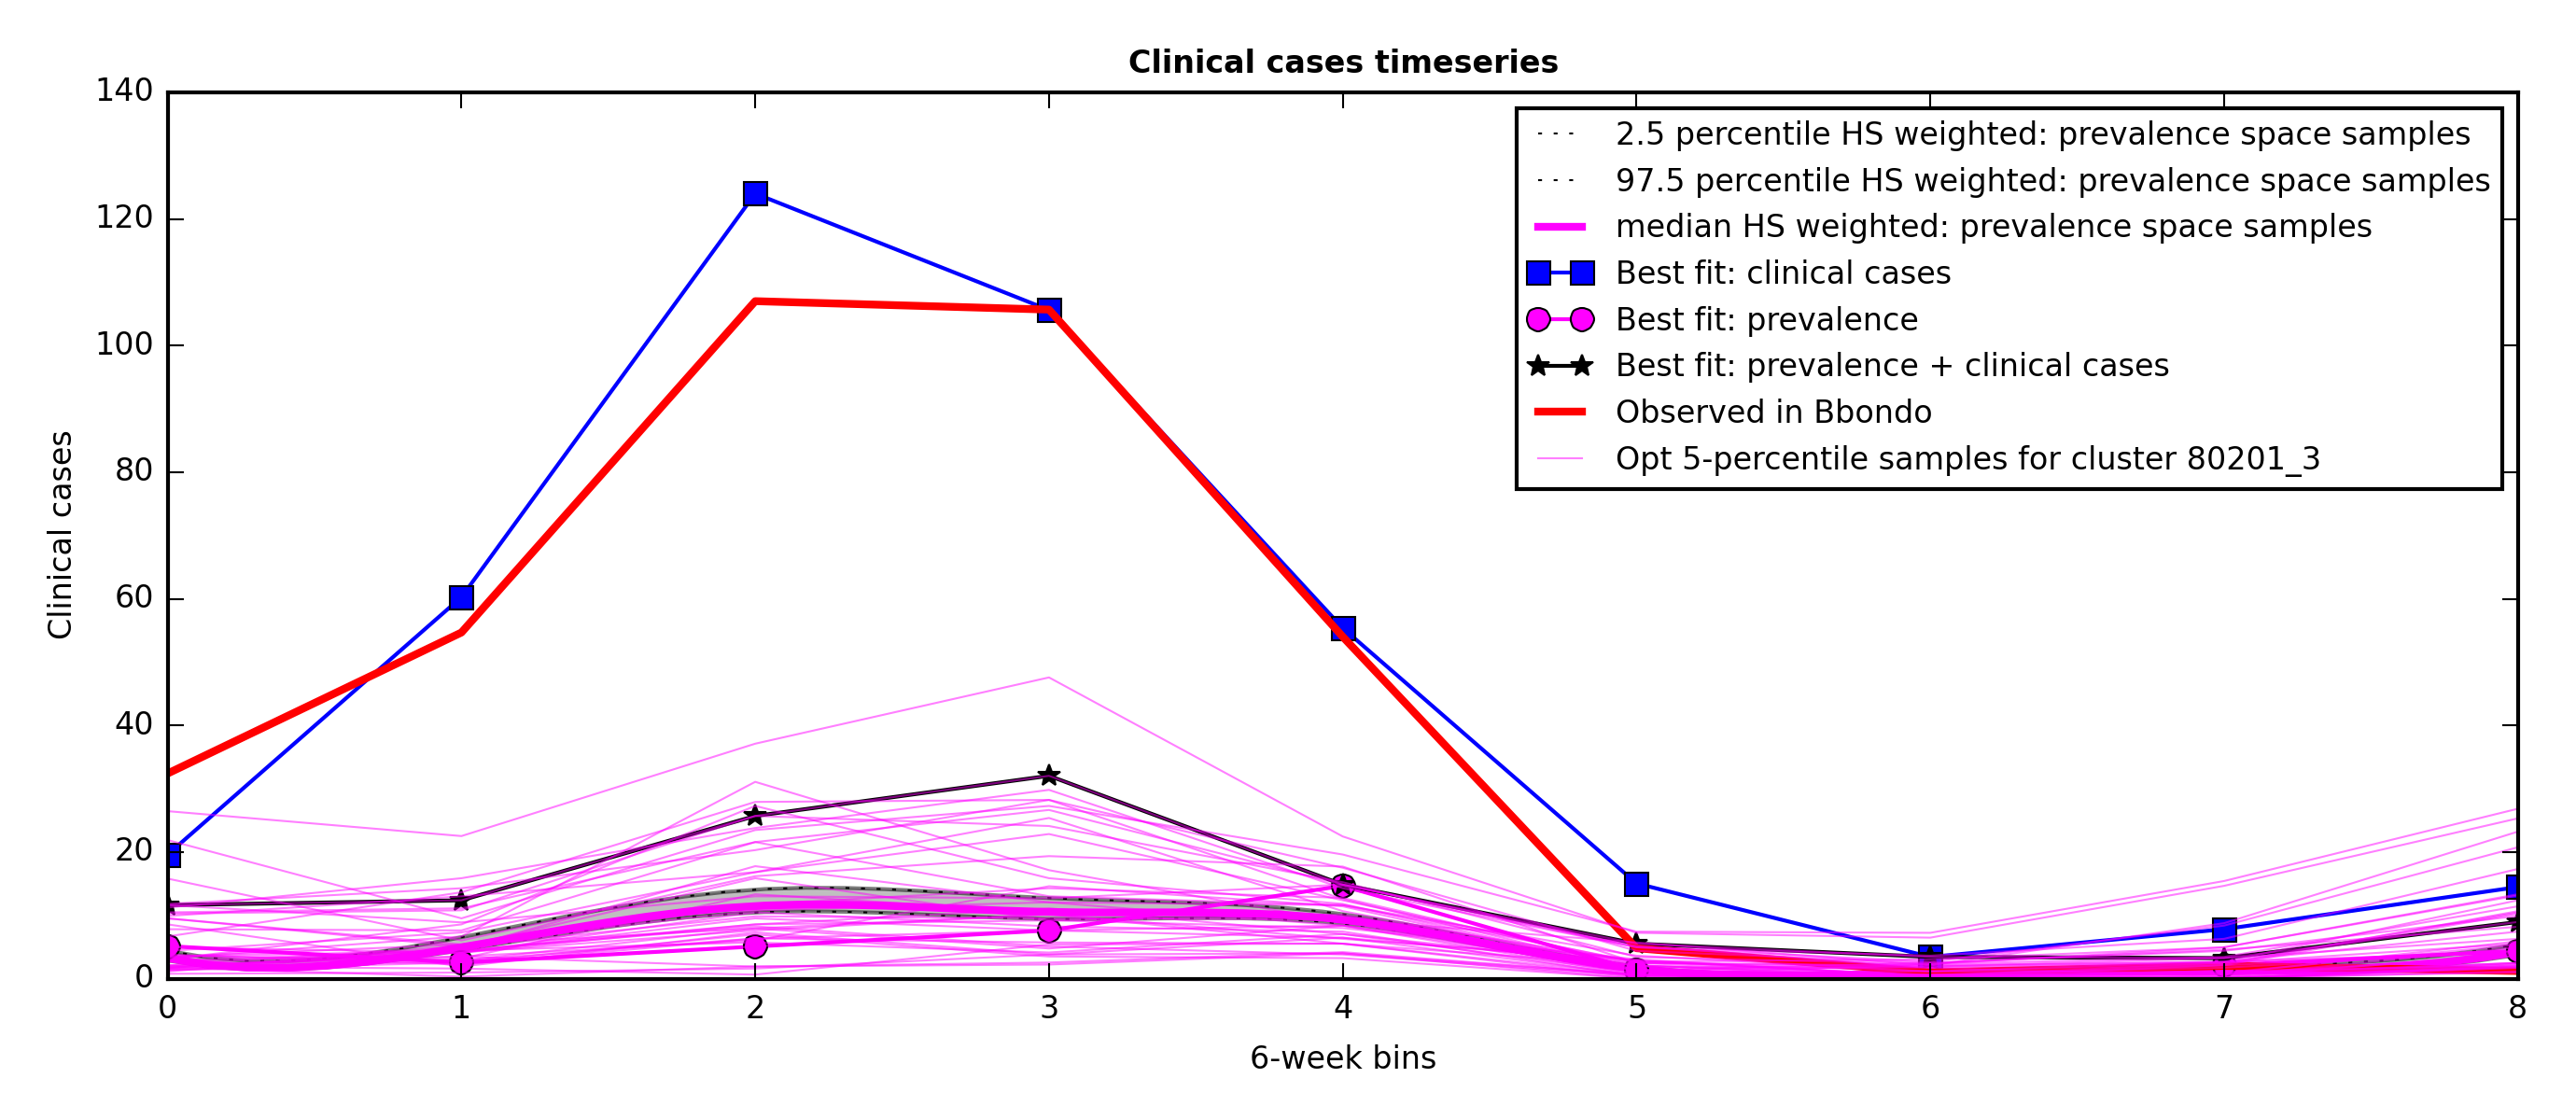 Clinical cases timeseries
140
120
100
80
60
40
20
0
Clinical cases
2.5 percentile HS weighted: prevalence space samples
97.5 percentile HS weighted: prevalence space samples
median HS weighted: prevalence space samples
Best fit: clinical cases
Best fit: prevalence
Best fit: prevalence + clinical cases
Observed in Bbondo
Opt 5-percentile samples for cluster 80201_3
0 1 2 3 4 5 6 7 8
6-week bins